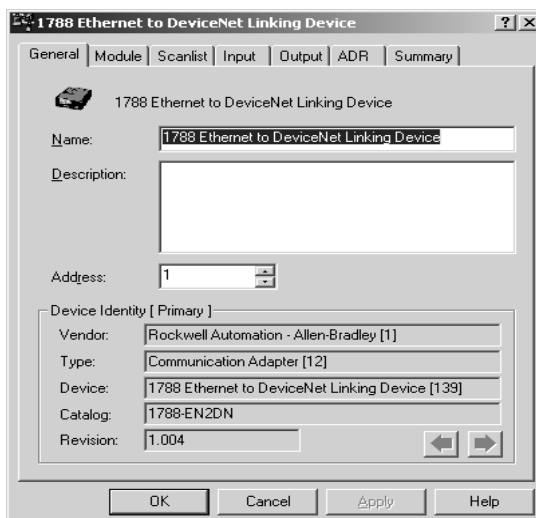 1788 Ethernet to DeviceNet Linking Device
General Module Scanlist Input Output ADR Summary
1788 Ethernet to DeviceNet Linking Device
Name: 1788 Ethernet to DeviceNet Linking Device
Description:
Address: 1
Device Identity [ Primary ]
Vendor: Rockwell Automation - Allen-Bradley [1]
Type: Communication Adapter [12]
Device: 1788 Ethernet to DeviceNet Linking Device [139]
Catalog: 1788-EN2DN
Revision: 1.004
OK Cancel Apply Help